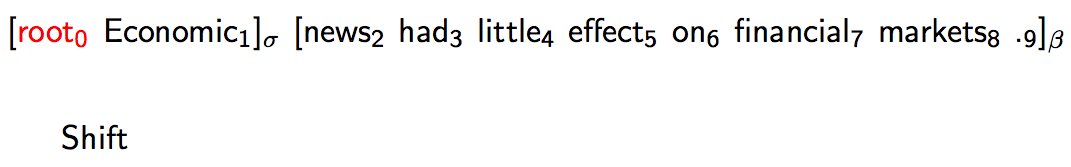 [root₀ Economic₁]σ [news₂ had₃ little₄ effect₅ on₆ financial₇ markets₈ .₉]β
Shift